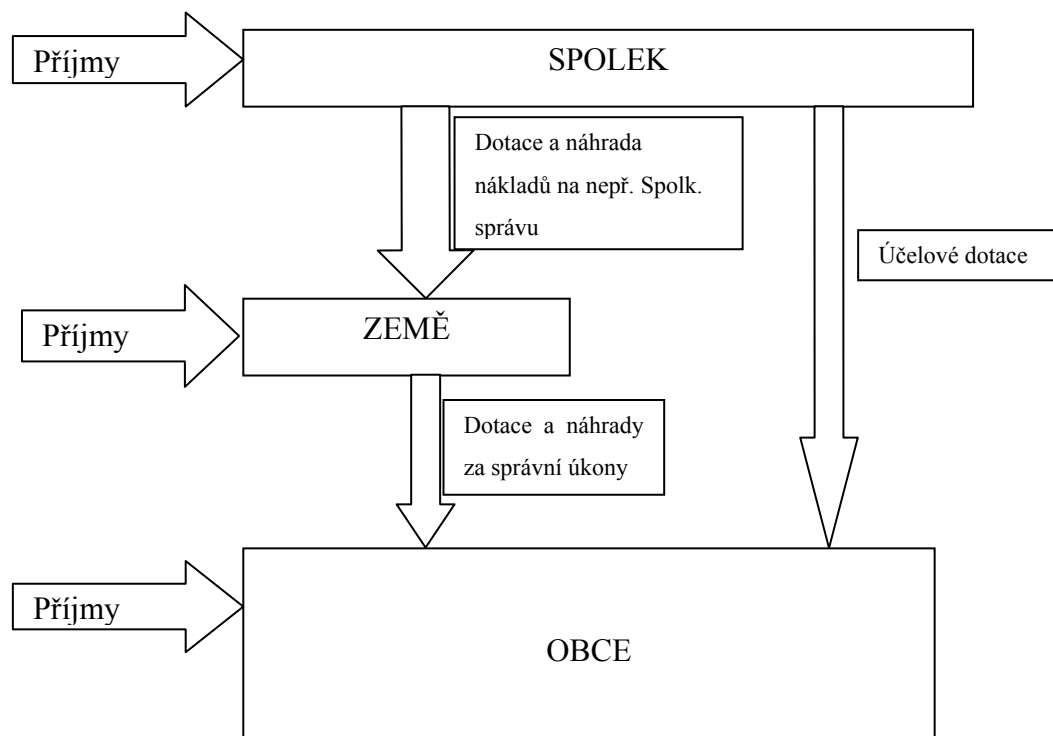 Příjmy
SPOLEK
Dotace a náhrada
nákladů na nepř. Spolk.
správu
Účelové dotace
Příjmy
ZEMĚ
Dotace a náhrady
za správní úkony
Příjmy
OBCE